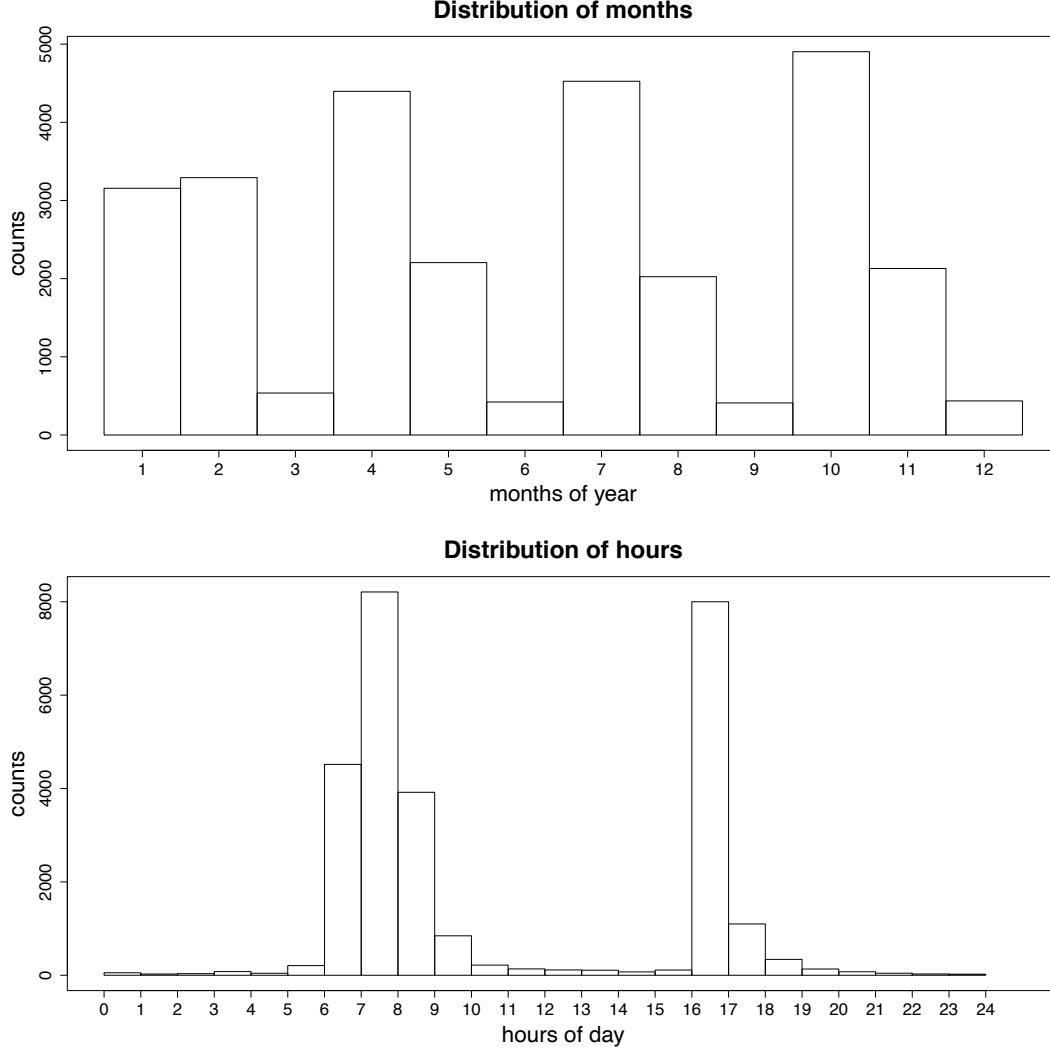 Distribution of months
5000
4000
3000
2000
1000
0
counts
1 2 3 4 5 6 7 8 9 10 11 12
months of year
Distribution of hours
8000
6000
4000
2000
0
counts
0 1 2 3 4 5 6 7 8 9 10 11 12 13 14 15 16 17 18 19 20 21 22 23 24
hours of day